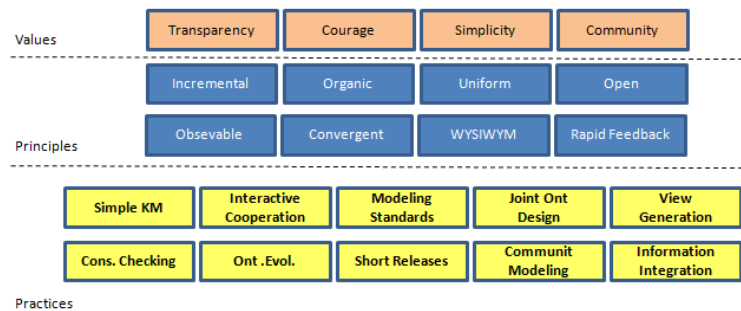 Values
Transparency
Courage
Simplicity
Community
Incremental
Organic
Uniform
Open
Principles
Obsevable
Convergent
WYSIWYM
Rapid Feedback
Simple KM
Interactive
Cooperation
Modeling
Standards
Joint Ont
Design
View
Generation
Cons. Checking
Ont .Evol.
Short Releases
Communit
Modeling
Information
Integration
Practices